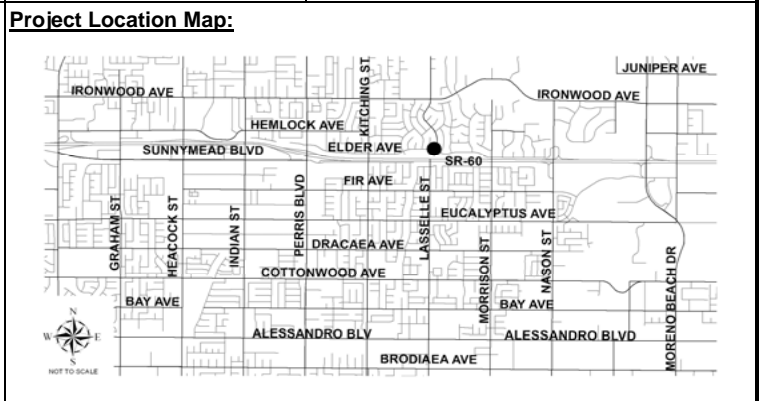 Project Location Map:
JUNIPER AVE
IRONWOOD AVE
IRONWOOD AVE
KITCHING ST
HEMLOCK AVE
SUNNYMEAD BLVD
ELDER AVE
SR-60
FIR AVE
GRAHAM ST
HEACOCK ST
INDIAN ST
PERRIS BLVD
LASSELLE ST
EUCALYPTUS AVE
DRACAEA AVE
MORRISON ST
NASON ST
MORENO BEACH DR
COTTONWOOD AVE
BAY AVE
BAY AVE
ALESSANDRO BLV
ALESSANDRO BLVD
BRODIAEA AVE
N
W
E
S
NOT TO SCALE